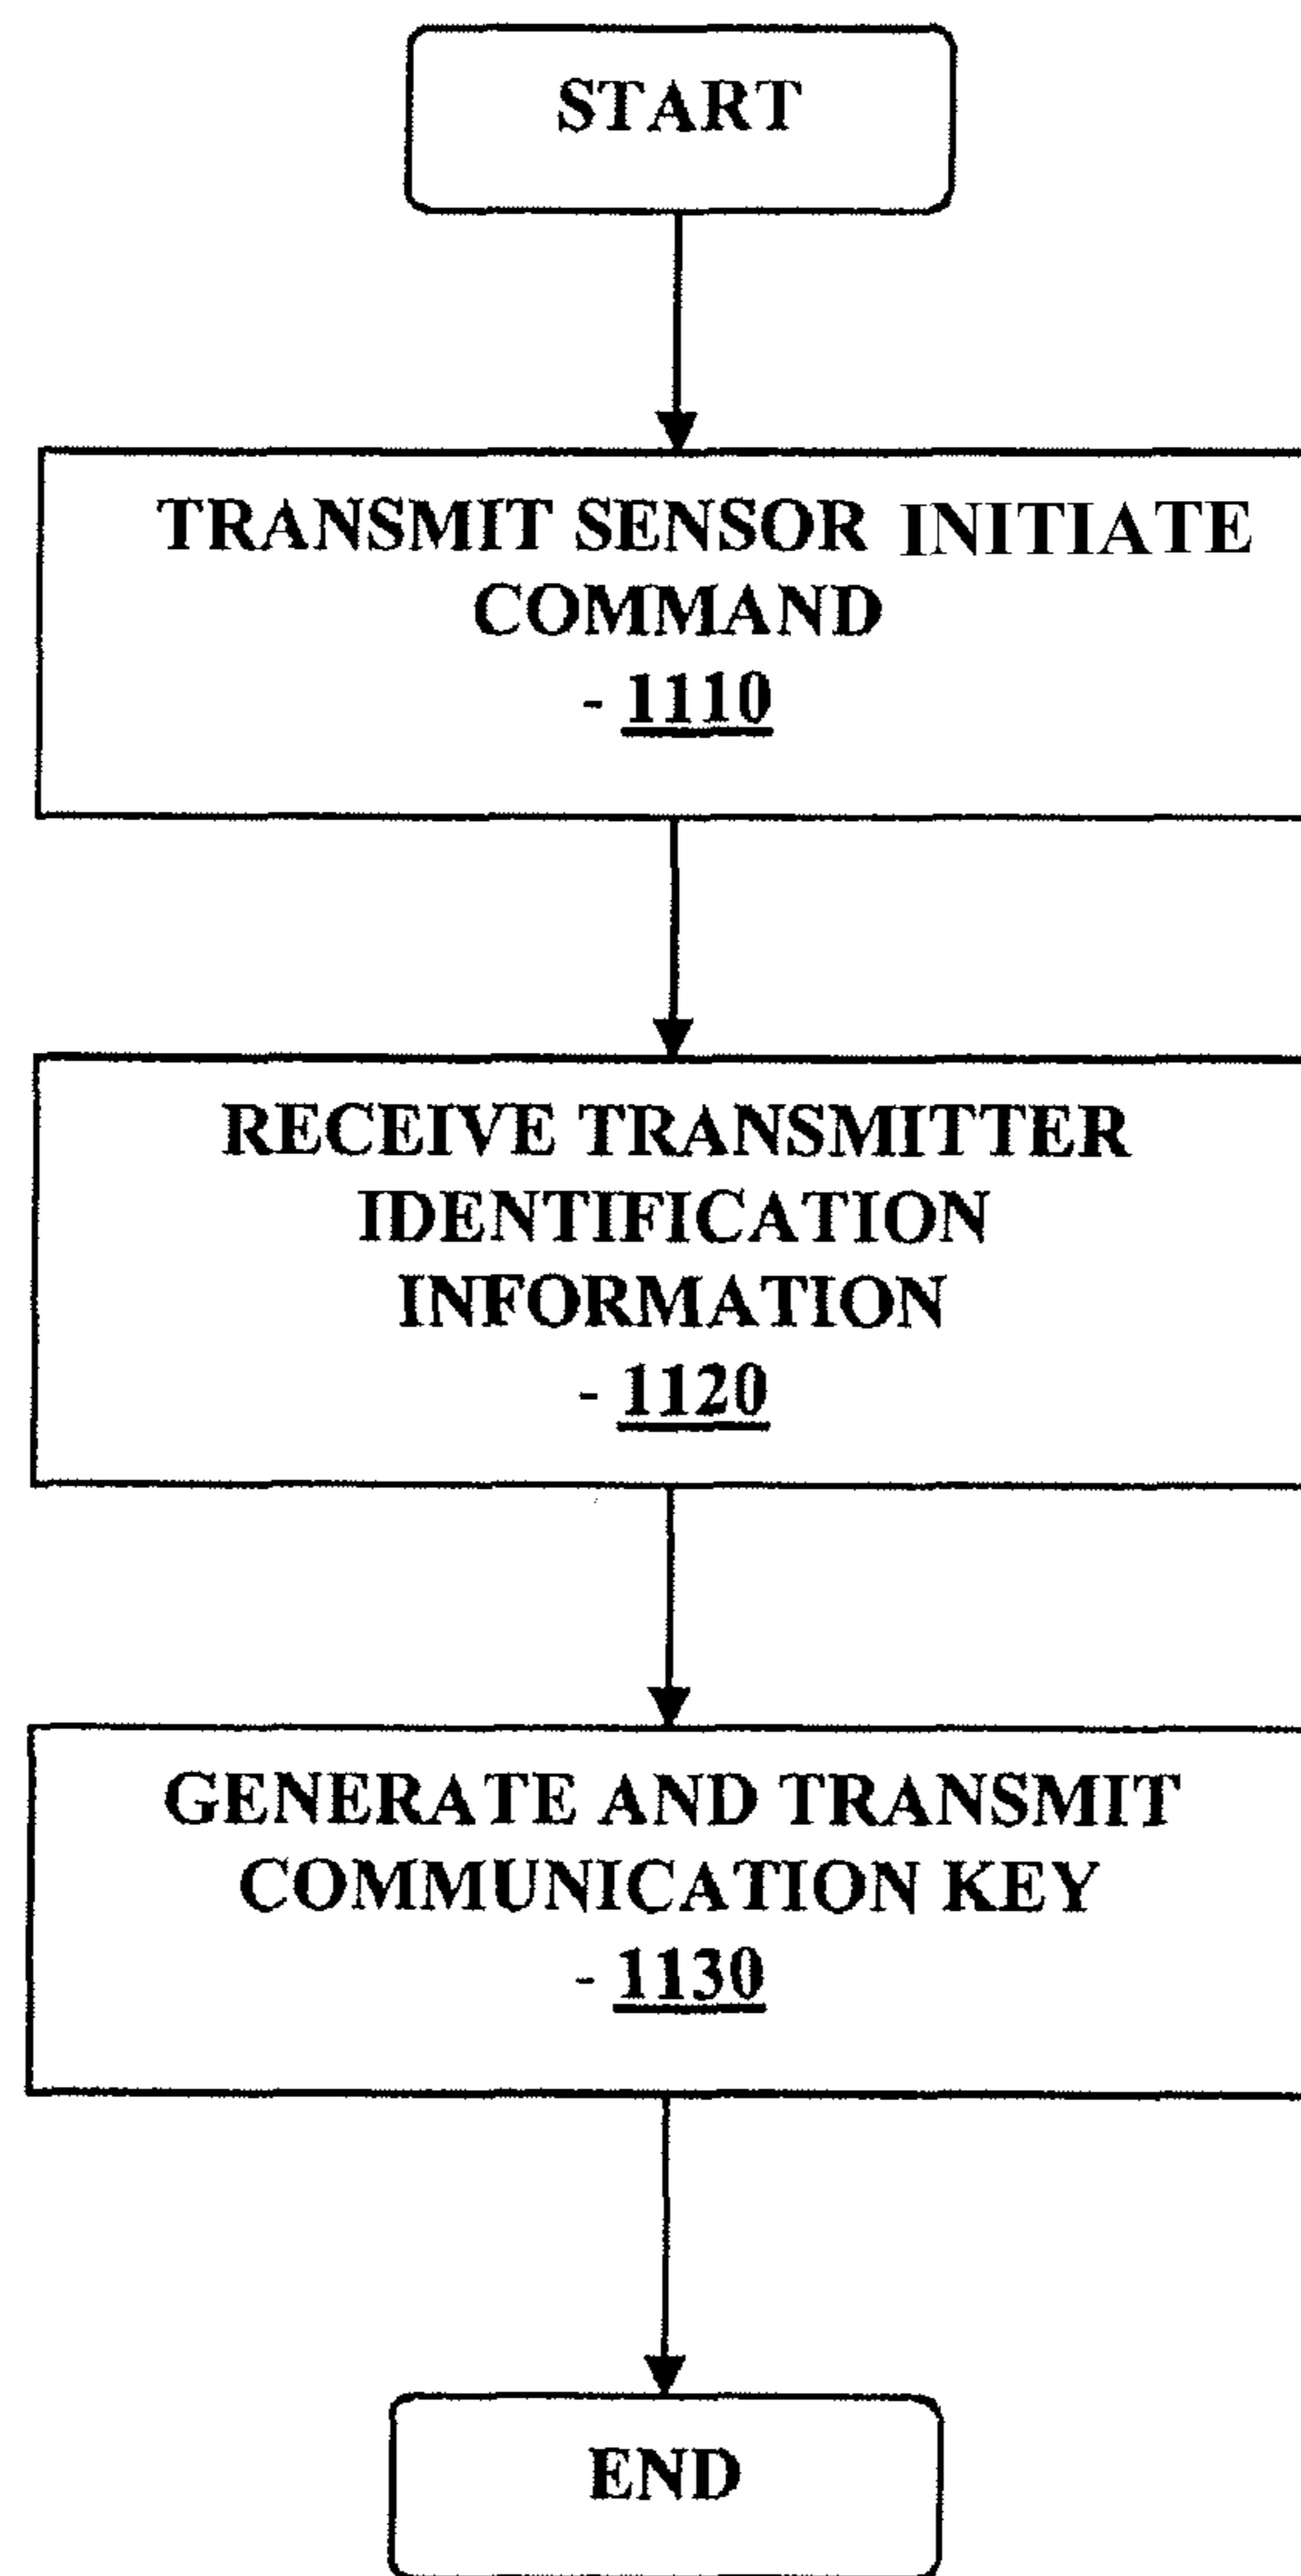 START
TRANSMIT SENSOR INITIATE
COMMAND
- 1110
RECEIVE TRANSMITTER
IDENTIFICATION
INFORMATION
- 1120
GENERATE AND TRANSMIT
COMMUNICATION KEY
- 1130
END